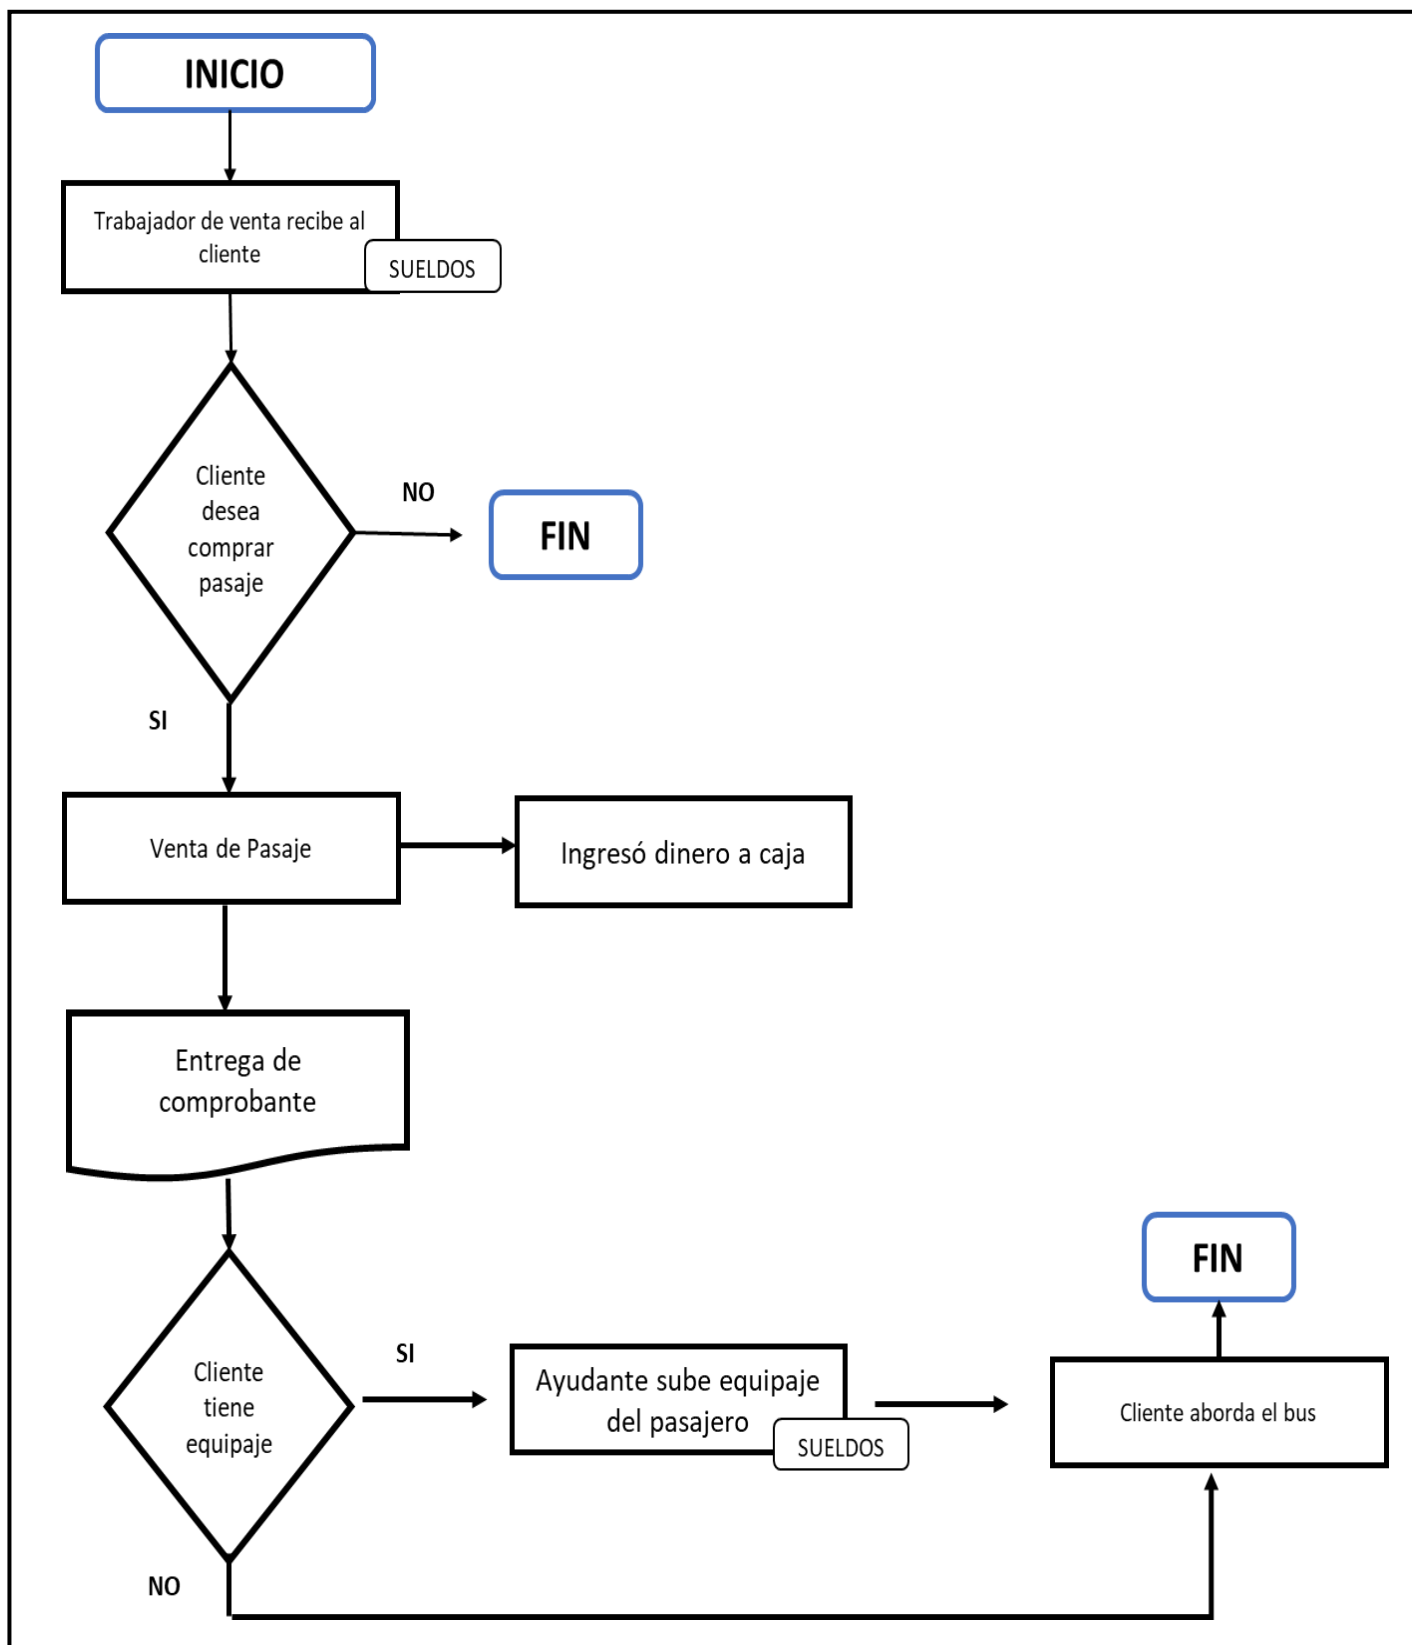 INICIO
Trabajador de venta recibe al
cliente
SUELDOS
Cliente
desea
comprar
pasaje
NO
FIN
SI
Venta de Pasaje
Ingresó dinero a caja
Entrega de
comprobante
Cliente
tiene
equipaje
SI
Ayudante sube equipaje
del pasajero
SUELDOS
FIN
Cliente aborda el bus
NO